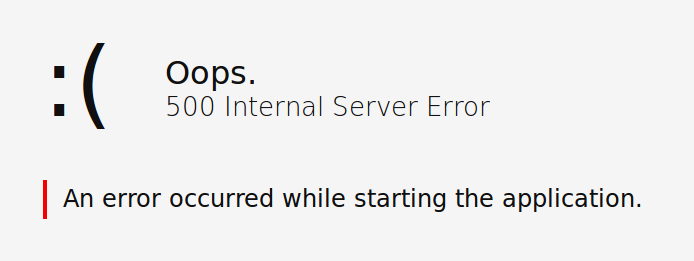 :(
Oops.
500 Internal Server Error
An error occurred while starting the application.